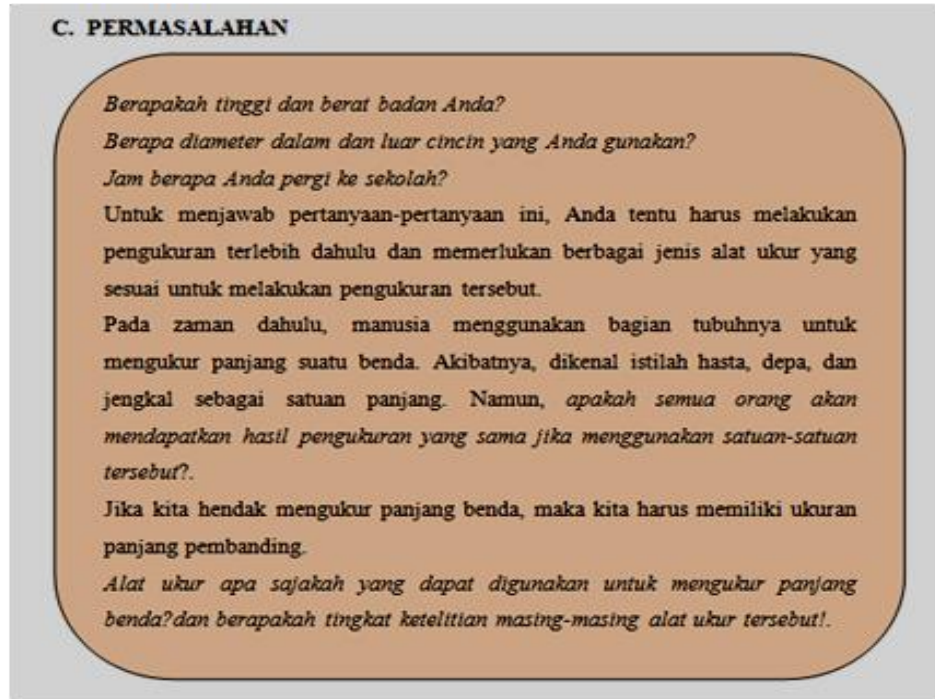 C. PERMASALAHAN
Berapakah tinggi dan berat badan Anda?
Berapa diameter dalam dan luar cincin yang Anda gunakan?
Jam berapa Anda pergi ke sekolah?
Untuk menjawab pertanyaan-pertanyaan ini, Anda tentu harus melakukan
pengukuran terlebih dahulu dan memerlukan berbagai jenis alat ukur yang
sesuai untuk melakukan pengukuran tersebut.
Pada zaman dahulu, manusia menggunakan bagian tubuhnya untuk
mengukur panjang suatu benda. Akibatnya, dikenal istilah hasta, depa, dan
jengkal sebagai satuan panjang. Namun, apakah semua orang akan
mendapatkan hasil pengukuran yang sama jika menggunakan satuan-satuan
tersebut?.
Jika kita hendak mengukur panjang benda, maka kita harus memiliki ukuran
panjang pembanding.
Alat ukur apa sajakah yang dapat digunakan untuk mengukur panjang
benda?dan berapakah tingkat ketelitian masing-masing alat ukur tersebut!.